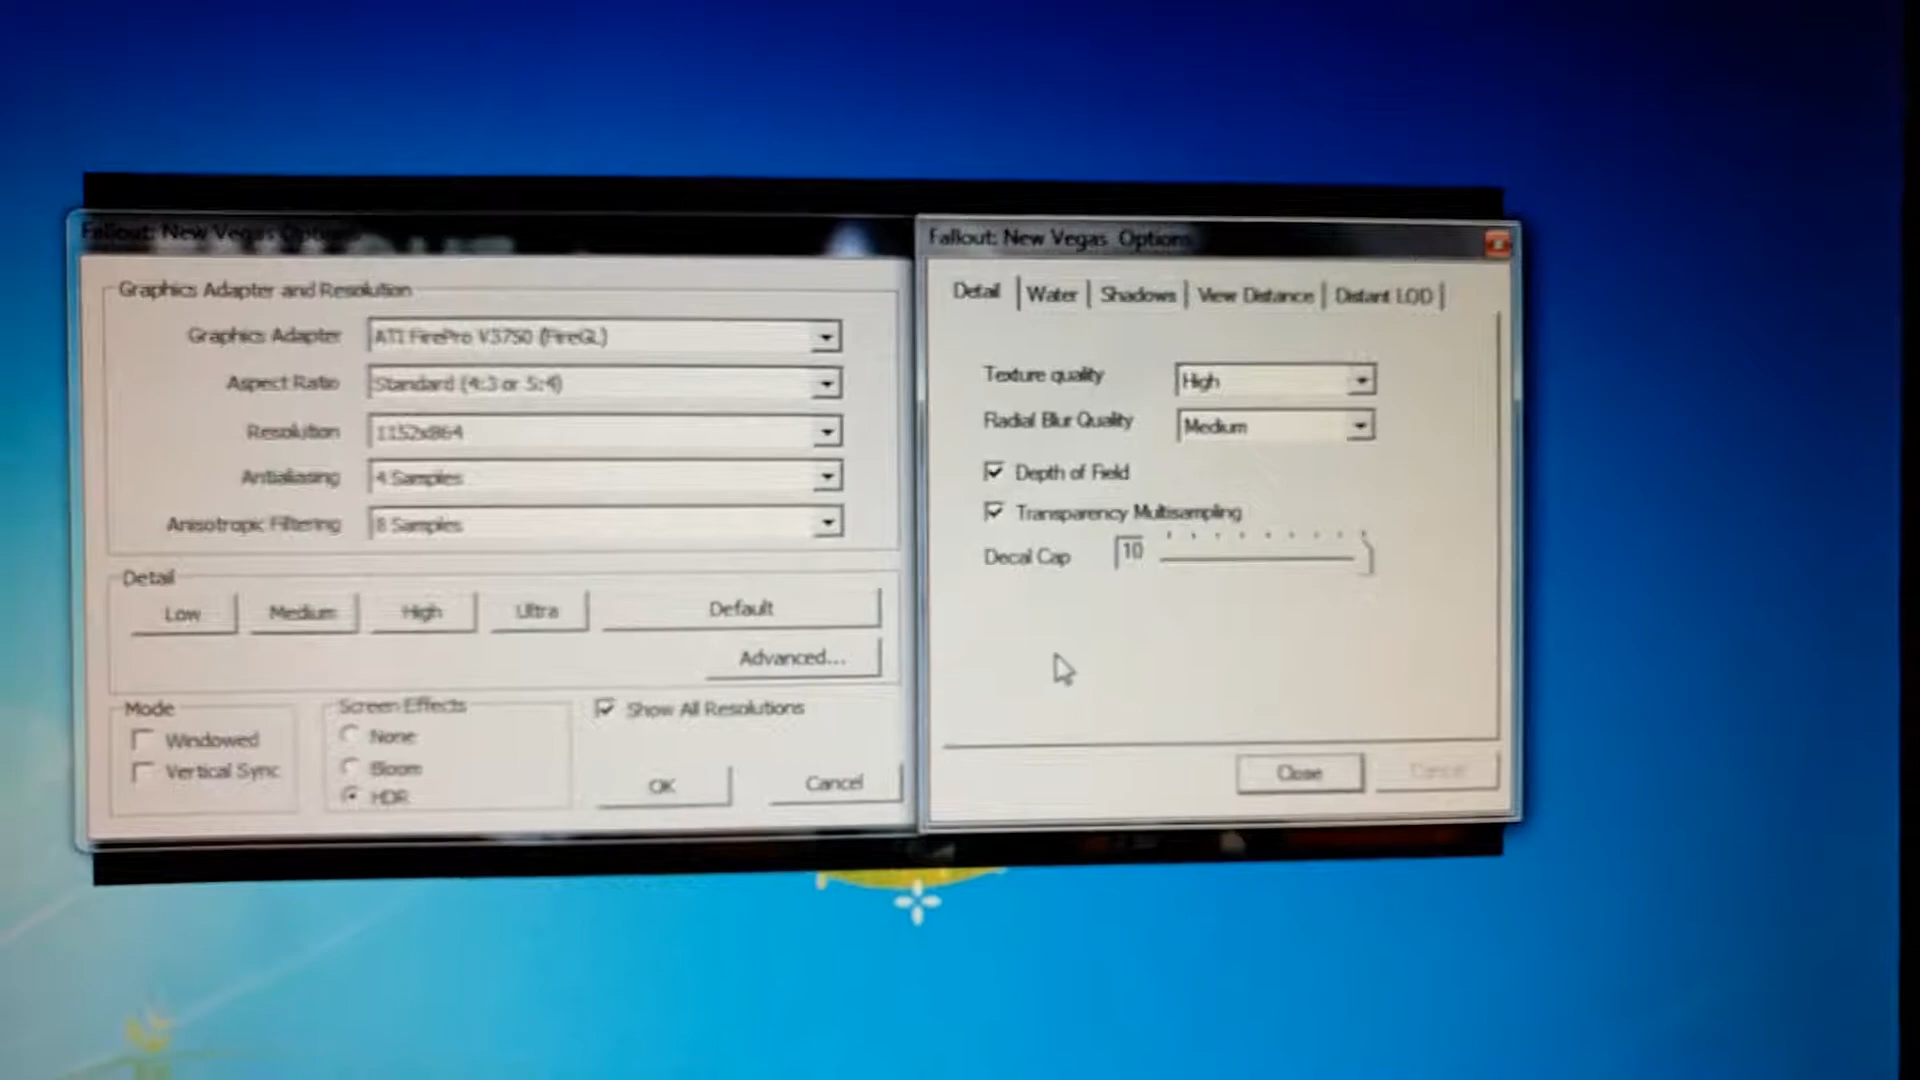 Fallout: New Vegas Options
Graphics Adapter and Resolution
Graphics Adapter
ATI FirePro V3750 (FireGL)
Aspect Ratio
Standard (4:3 or 5:4)
Resolution
1152x864
Antialiasing
4 Samples
Anisotropic Filtering
8 Samples
Detail
Low
Medium
High
Ultra
Default
Advanced...
Mode
Windowed
Vertical Sync
Screen Effects
None
Bloom
HDR
Show All Resolutions
OK
Cancel
Fallout: New Vegas Options
Detail
Water
Shadows
View Distance
Distant LOD
Texture quality
High
Radial Blur Quality
Medium
Depth of Field
Transparency Multisampling
Decal Cap
10
Close
Cancel